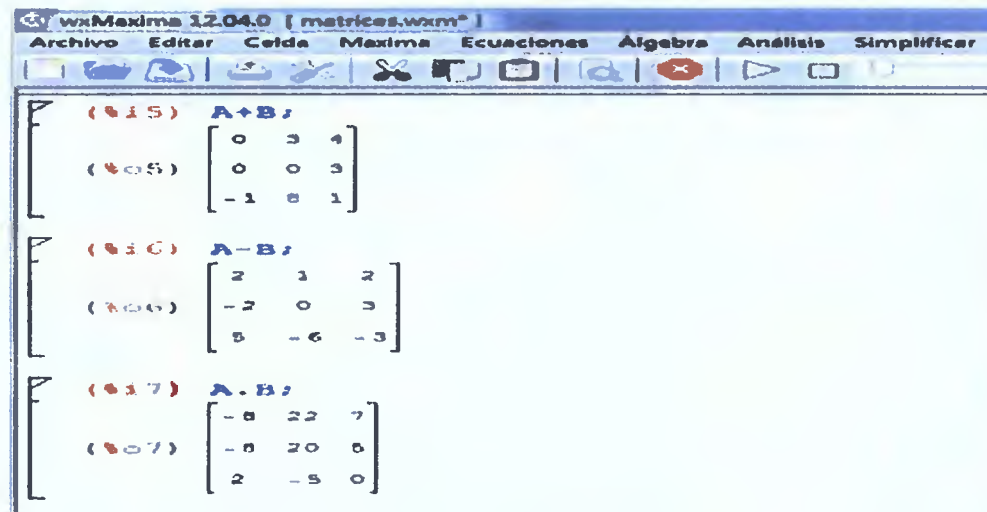 wxMaxima 12.04.0 [ matrices.wxm* ]
Archivo Editar Celda Maxima Ecuaciones Álgebra Análisis Simplificar
(%i5) A+B;
0 3 4
(%o5) 0 0 3
-1 8 1
(%i6) A-B;
2 1 2
(%o6) -2 0 3
5 -6 -3
(%i7) A.B;
-8 22 7
(%o7) -8 20 5
2 -5 0